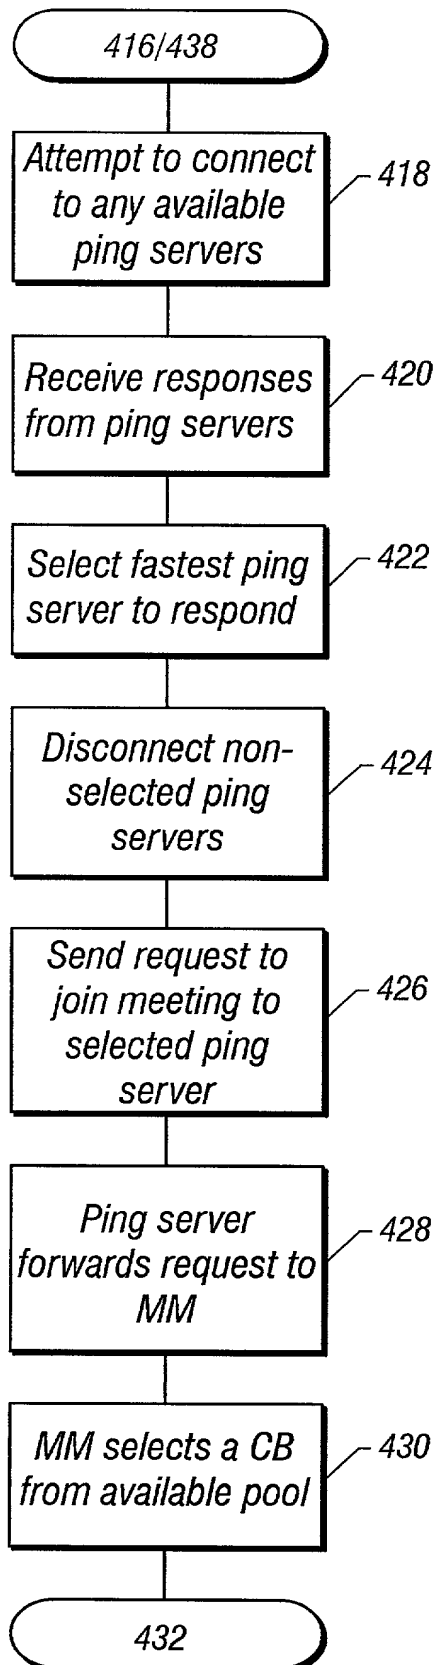 416/438
Attempt to connect
to any available
ping servers
418
Receive responses
from ping servers
420
Select fastest ping
server to respond
422
Disconnect non-
selected ping
servers
424
Send request to
join meeting to
selected ping
server
426
Ping server
forwards request to
MM
428
MM selects a CB
from available pool
430
432